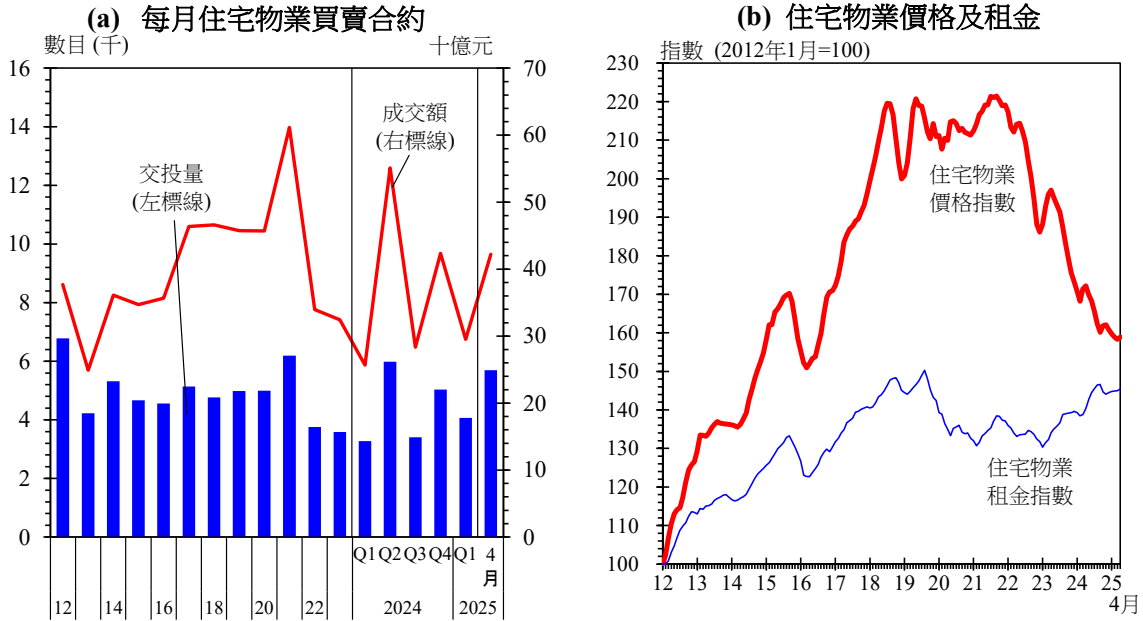 (a) 每月住宅物業買賣合約
數目 (千)
十億元
16
14
12
10
8
6
4
2
0
70
60
50
40
30
20
10
0
成交額
(右標線)
交投量
(左標線)
Q1 Q2 Q3 Q4 Q1 4
月
12 14 16 18 20 22 2024 2025
(b) 住宅物業價格及租金
指數 (2012年1月=100)
230
220
210
200
190
180
170
160
150
140
130
120
110
100
住宅物業
價格指數
住宅物業
租金指數
12 13 14 15 16 17 18 19 20 21 22 23 24 25
4月